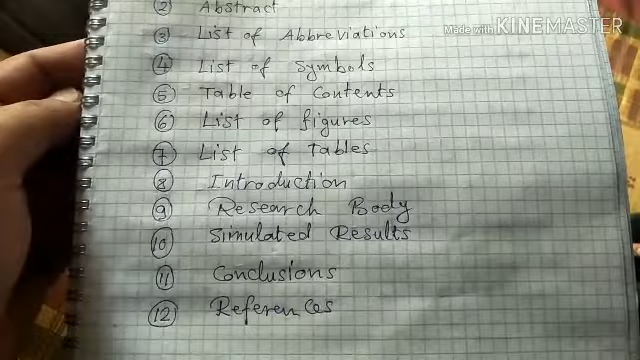 ② Abstract
Made with KINEMASTER
③ List of Abbreviations
④ List of Symbols
⑤ Table of Contents
⑥ List of figures
⑦ List of Tables
⑧ Introduction
⑨ Research Body
⑩ Simulated Results
⑪ Conclusions
⑫ References